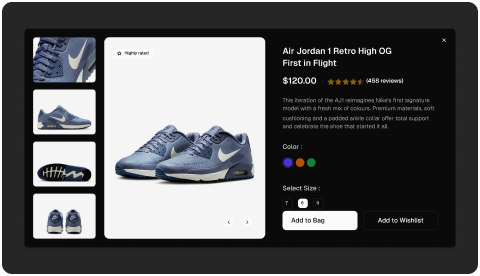 Highly rated
Air Jordan 1 Retro High OG
First in Flight
$120.00
(458 reviews)
This iteration of the AJ1 reimagines Nike's first signature
model with a fresh mix of colours. Premium materials, soft
cushioning and a padded ankle collar offer total support
and celebrate the shoe that started it all.
Color :
Select Size :
7 8 9
Add to Bag
Add to Wishlist